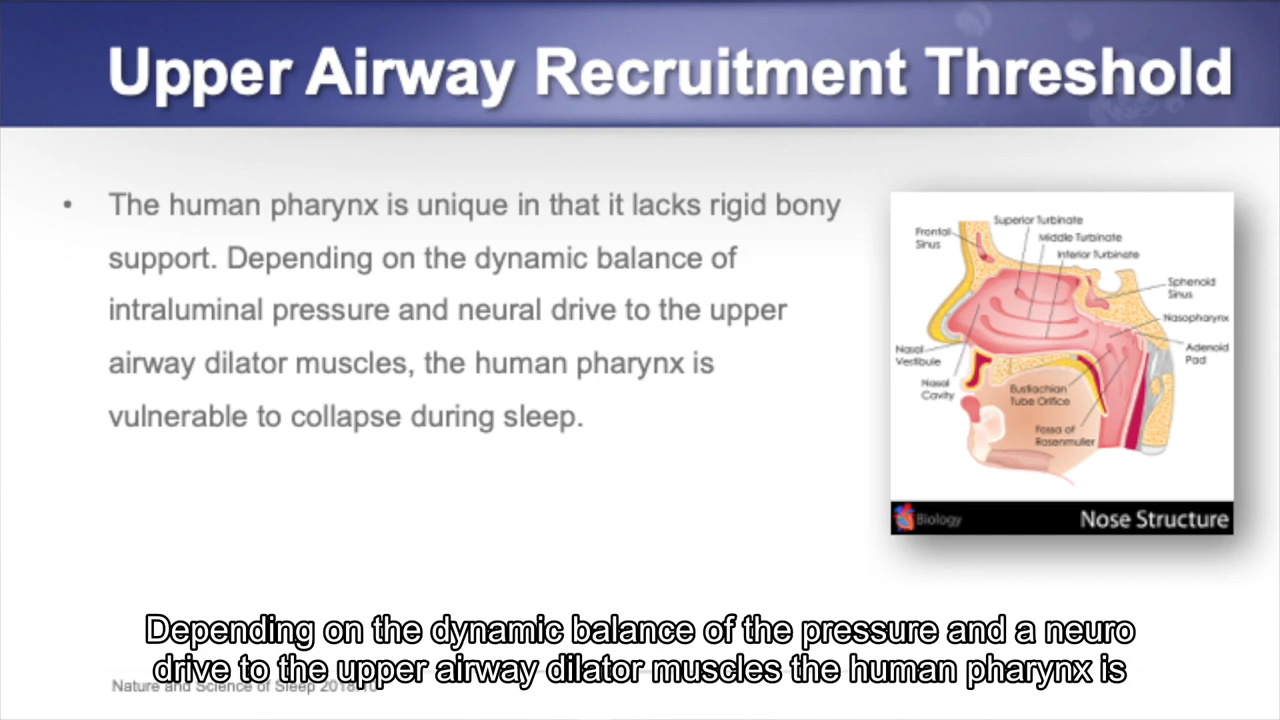 Upper Airway Recruitment Threshold
• The human pharynx is unique in that it lacks rigid bony
support. Depending on the dynamic balance of
intraluminal pressure and neural drive to the upper
airway dilator muscles, the human pharynx is
vulnerable to collapse during sleep.
Superior Turbinate
Frontal
Sinus
Middle Turbinate
Inferior Turbinate
Sphenoid
Sinus
Nasopharynx
Nasal
Vestibule
Adenoid
Pad
Nasal
Cavity
Eustachian
Tube Orifice
Fossa of
Rosenmuller
Biology
Nose Structure
Depending on the dynamic balance of the pressure and a neuro
drive to the upper airway dilator muscles the human pharynx is
Nature and Science of Sleep 2018:10